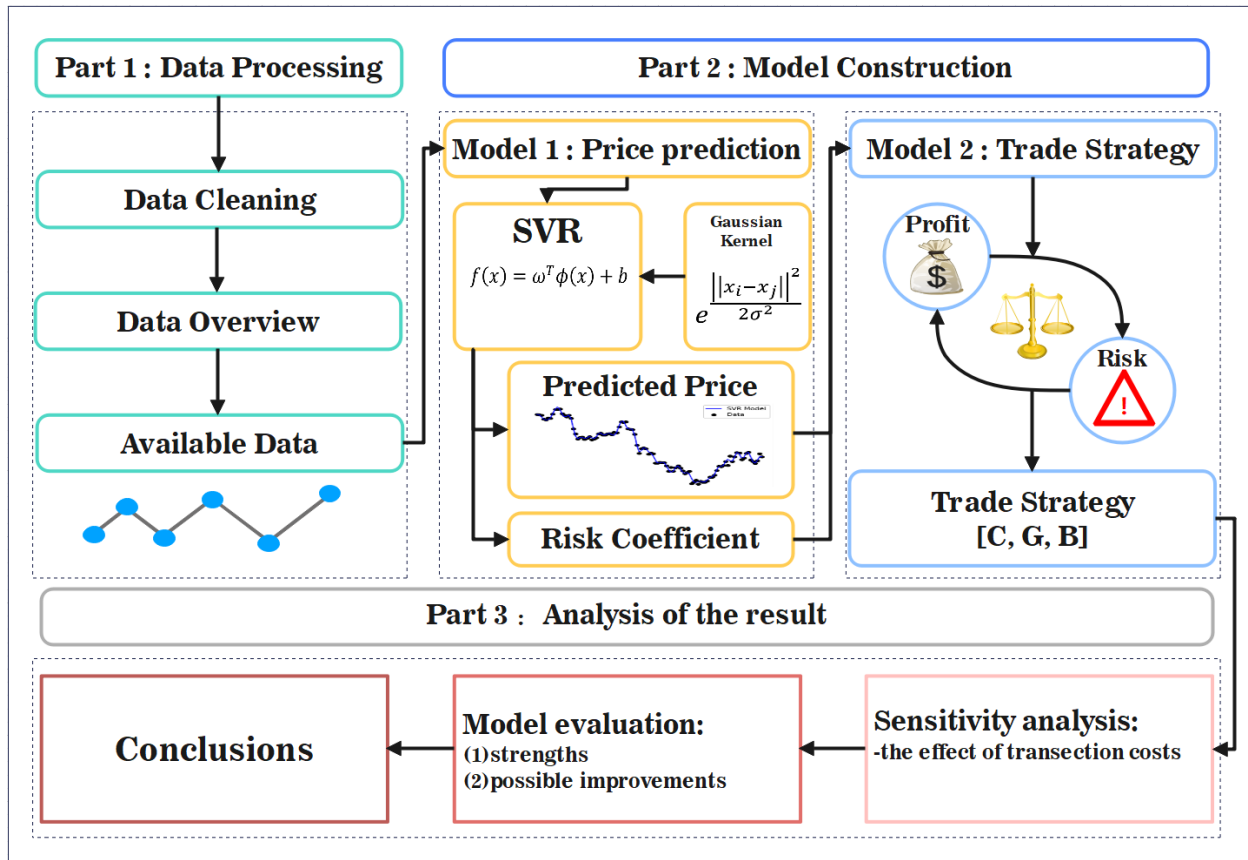 Part 1 : Data Processing
Part 2 : Model Construction
Data Cleaning
Data Overview
Available Data
Model 1 : Price prediction
SVR
f(x) = ω^T ϕ(x) + b
Gaussian
Kernel
e^{\frac{||x_i−x_j||^2}{2σ^2}}
Predicted Price
SVR Model
Data
Risk Coefficient
Model 2 : Trade Strategy
Profit
$
Risk
!
Trade Strategy
[C, G, B]
Part 3 : Analysis of the result
Sensitivity analysis:
-the effect of transection costs
Model evaluation:
(1)strengths
(2)possible improvements
Conclusions